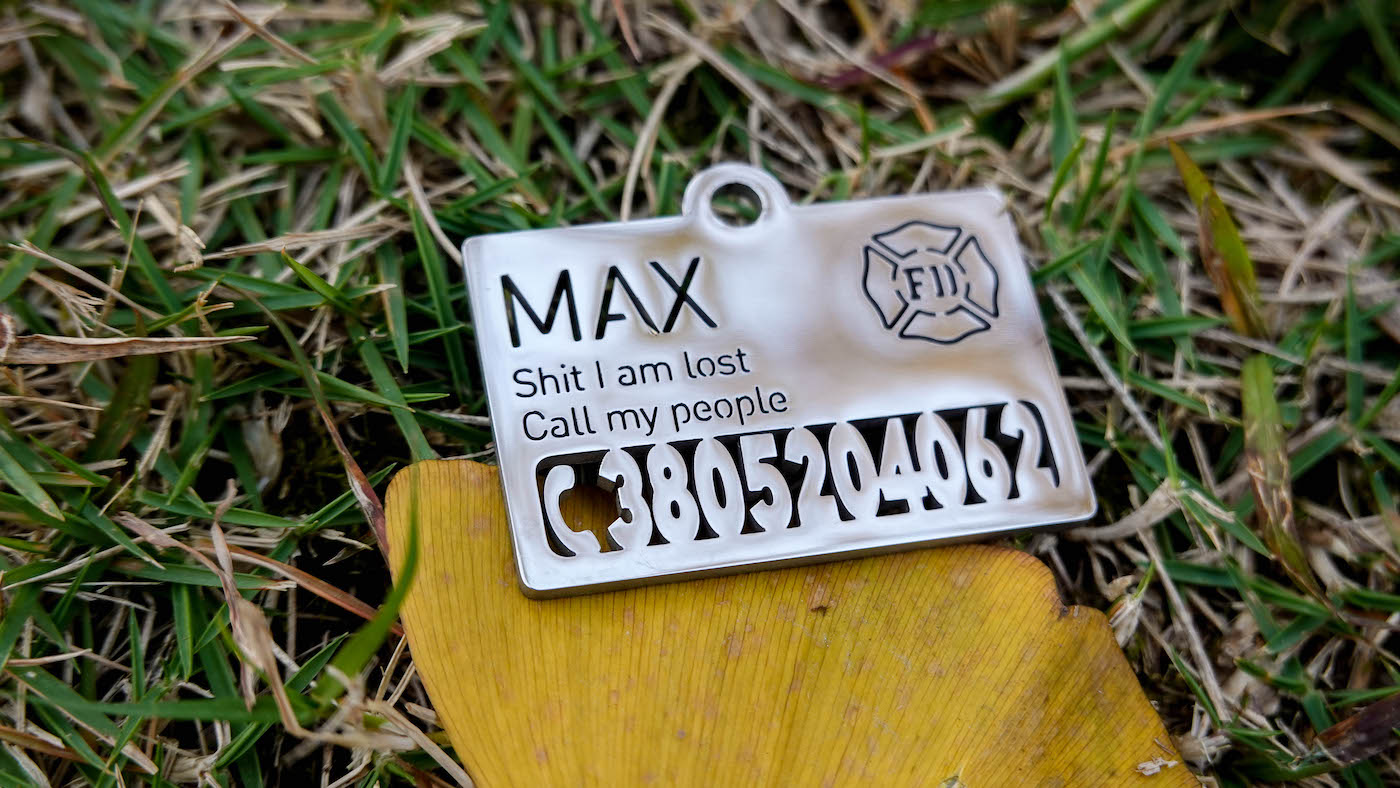 MAX
Shit I am lost
Call my people
3805204062